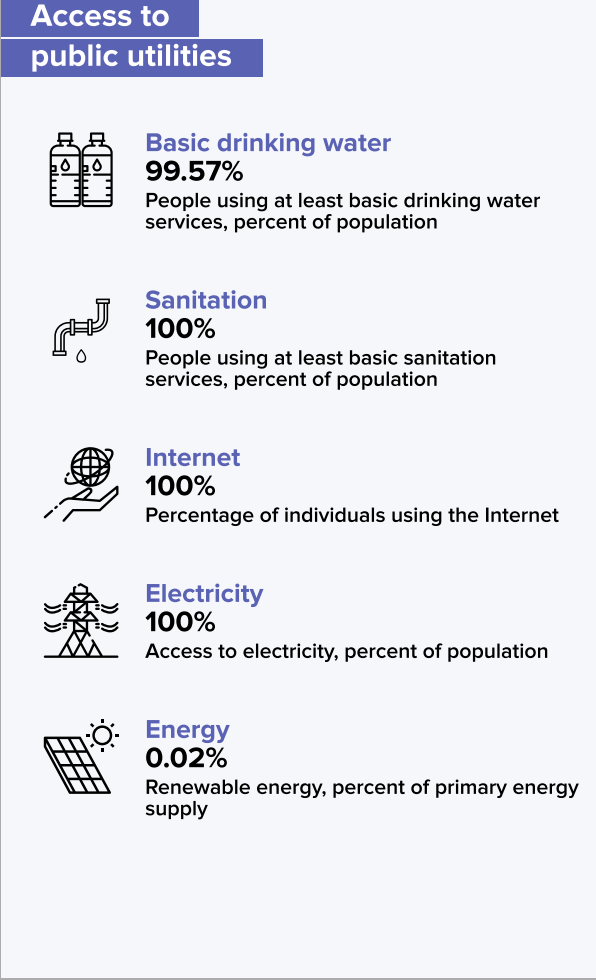 Access to
public utilities
Basic drinking water
99.57%
People using at least basic drinking water
services, percent of population
Sanitation
100%
People using at least basic sanitation
services, percent of population
Internet
100%
Percentage of individuals using the Internet
Electricity
100%
Access to electricity, percent of population
Energy
0.02%
Renewable energy, percent of primary energy
supply